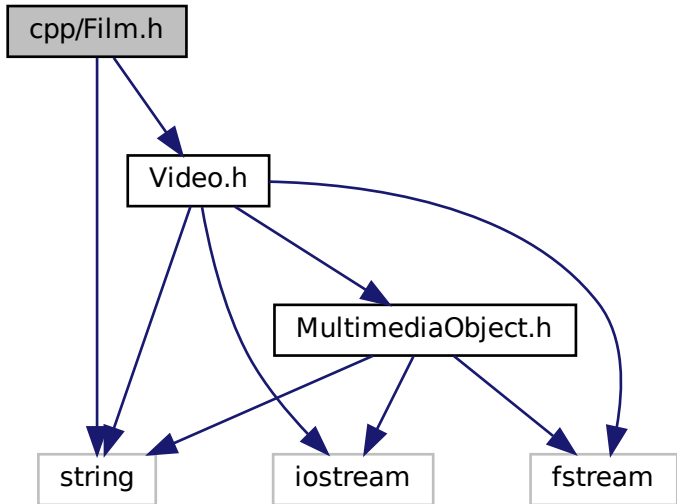 cpp/Film.h
Video.h
MultimediaObject.h
string
iostream
fstream